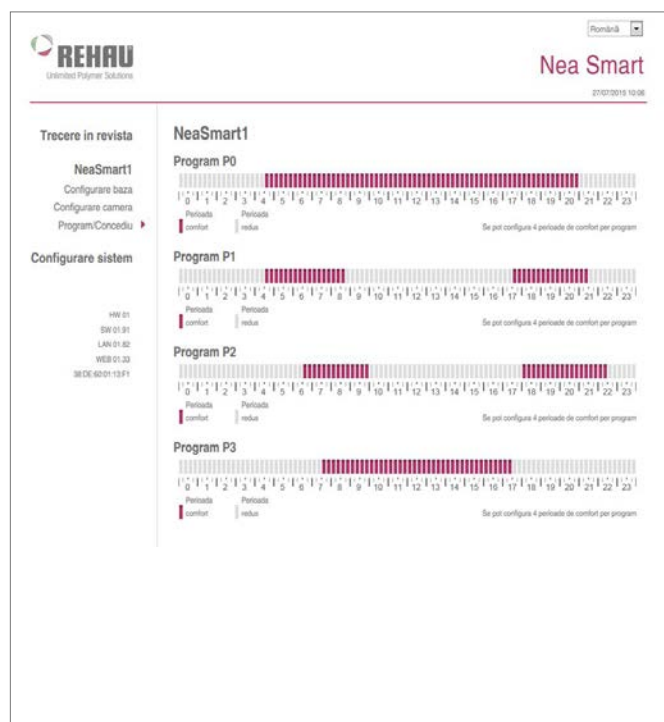 Română
REHAU
Unlimited Polymer Solutions
Nea Smart
27/07/2015 10:06
Trecere in revista
NeaSmart1
Configurare baza
Configurare camera
Program/Concediu
Configurare sistem
HW 01
SW 01.91
LAN 01.82
WEB 01.33
NeaSmart1
Program P0
0 1 2 3 4 5 6 7 8 9 10 11 12 13 14 15 16 17 18 19 20 21 22 23
Perioada comfort
Perioada redus
Se pot configura 4 perioade de comfort per program
Program P1
0 1 2 3 4 5 6 7 8 9 10 11 12 13 14 15 16 17 18 19 20 21 22 23
Perioada comfort
Perioada redus
Se pot configura 4 perioade de comfort per program
Program P2
0 1 2 3 4 5 6 7 8 9 10 11 12 13 14 15 16 17 18 19 20 21 22 23
Perioada comfort
Perioada redus
Se pot configura 4 perioade de comfort per program
Program P3
0 1 2 3 4 5 6 7 8 9 10 11 12 13 14 15 16 17 18 19 20 21 22 23
Perioada comfort
Perioada redus
Se pot configura 4 perioade de comfort per program